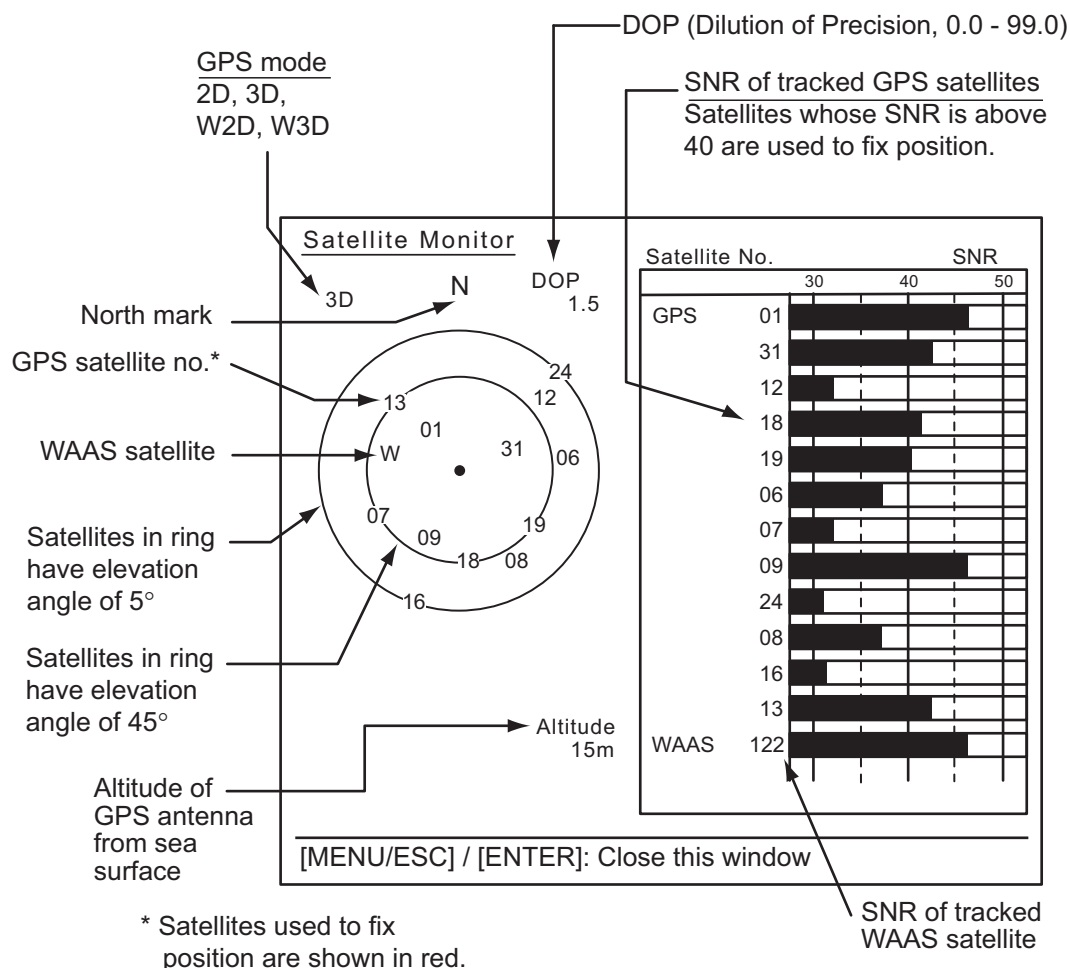 DOP (Dilution of Precision, 0.0 - 99.0)
GPS mode
2D, 3D,
W2D, W3D
SNR of tracked GPS satellites
Satellites whose SNR is above
40 are used to fix position.
Satellite Monitor
3D
N
DOP
1.5
Satellite No.
SNR
30
40
50
North mark
GPS satellite no.*
WAAS satellite
Satellites in ring
have elevation
angle of 5°
Satellites in ring
have elevation
angle of 45°
24
13
12
01
W
31
06
07
09
19
18
08
16
GPS
01
31
12
18
19
06
07
09
24
08
16
13
WAAS
122
Altitude
15m
Altitude of
GPS antenna
from sea
surface
[MENU/ESC] / [ENTER]: Close this window
SNR of tracked
WAAS satellite
* Satellites used to fix
position are shown in red.